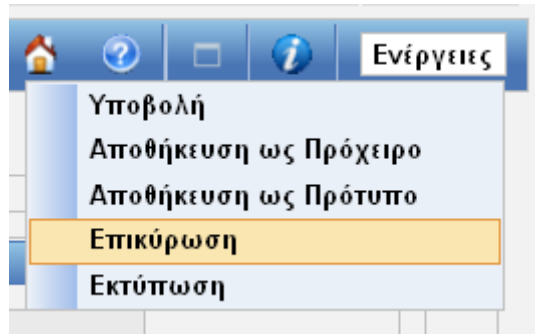 Ενέργειες
Υποβολή
Αποθήκευση ως Πρόχειρο
Αποθήκευση ως Πρότυπο
Επικύρωση
Εκτύπωση